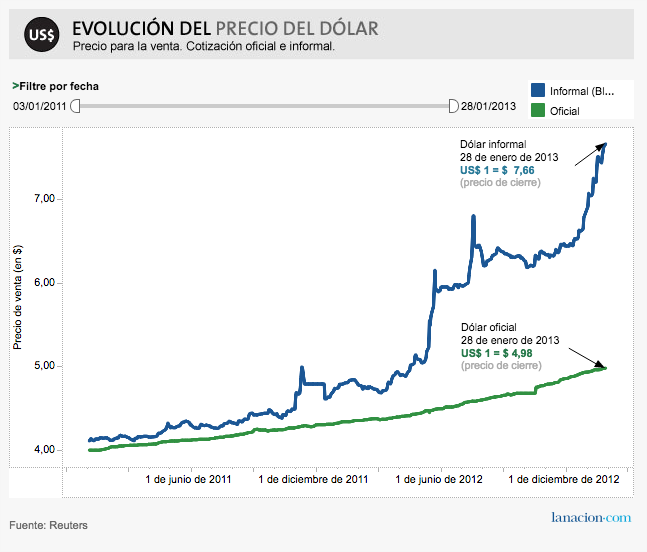 US$
EVOLUCIÓN DEL PRECIO DEL DÓLAR
Precio para la venta. Cotización oficial e informal.
>Filtre por fecha
03/01/2011
28/01/2013
Informal (Bl...
Oficial
Dólar informal
28 de enero de 2013
US$ 1 = $ 7,66
(precio de cierre)
7,00
6,00
5,00
4,00
Precio de venta (en $)
Dólar oficial
28 de enero de 2013
US$ 1 = $ 4,98
(precio de cierre)
1 de junio de 2011
1 de diciembre de 2011
1 de junio de 2012
1 de diciembre de 2012
Fuente: Reuters
lanacion.com